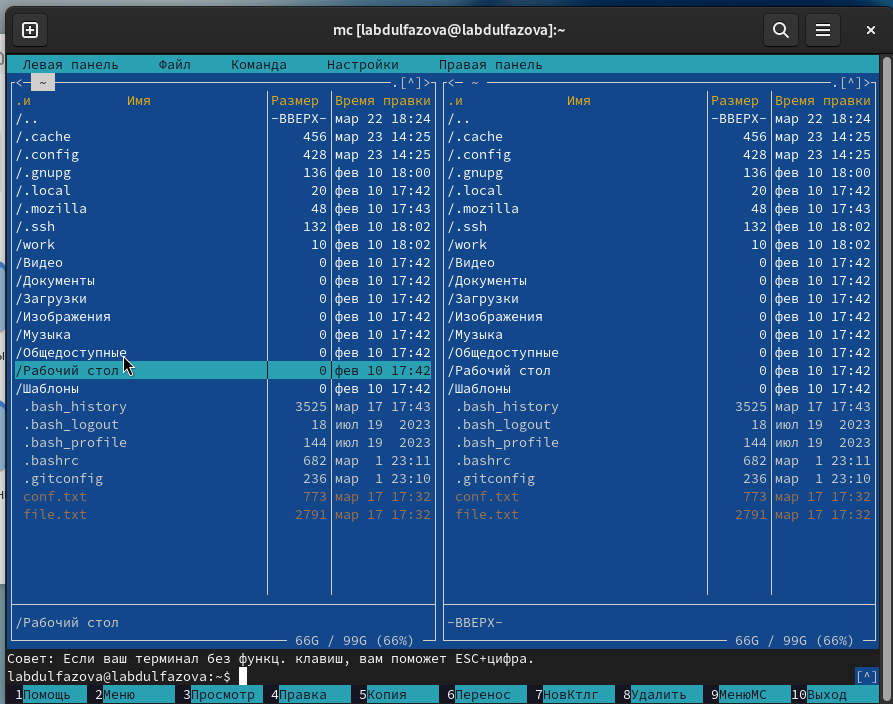 mc [labdulfazova@labdulfazova]:~
Левая панель Файл Команда Настройки Правая панель
<─ ~ .[^]> <─ ~ .[^]>
.и Имя Размер Время правки .и Имя Размер Время правки
/.. -ВВЕРХ- мар 22 18:24 /.. -ВВЕРХ- мар 22 18:24
/.cache 456 мар 23 14:25 /.cache 456 мар 23 14:25
/.config 428 мар 23 14:25 /.config 428 мар 23 14:25
/.gnupg 136 фев 10 18:00 /.gnupg 136 фев 10 18:00
/.local 20 фев 10 17:42 /.local 20 фев 10 17:42
/.mozilla 48 фев 10 17:43 /.mozilla 48 фев 10 17:43
/.ssh 132 фев 10 18:02 /.ssh 132 фев 10 18:02
/work 10 фев 10 18:02 /work 10 фев 10 18:02
/Видео 0 фев 10 17:42 /Видео 0 фев 10 17:42
/Документы 0 фев 10 17:42 /Документы 0 фев 10 17:42
/Загрузки 0 фев 10 17:42 /Загрузки 0 фев 10 17:42
/Изображения 0 фев 10 17:42 /Изображения 0 фев 10 17:42
/Музыка 0 фев 10 17:42 /Музыка 0 фев 10 17:42
/Общедоступные 0 фев 10 17:42 /Общедоступные 0 фев 10 17:42
/Рабочий стол 0 фев 10 17:42 /Рабочий стол 0 фев 10 17:42
/Шаблоны 0 фев 10 17:42 /Шаблоны 0 фев 10 17:42
.bash_history 3525 мар 17 17:43 .bash_history 3525 мар 17 17:43
.bash_logout 18 июл 19 2023 .bash_logout 18 июл 19 2023
.bash_profile 144 июл 19 2023 .bash_profile 144 июл 19 2023
.bashrc 682 мар 1 23:11 .bashrc 682 мар 1 23:11
.gitconfig 236 мар 1 23:10 .gitconfig 236 мар 1 23:10
conf.txt 773 мар 17 17:32 conf.txt 773 мар 17 17:32
file.txt 2791 мар 17 17:32 file.txt 2791 мар 17 17:32
/Рабочий стол -ВВЕРХ-
66G / 99G (66%) 66G / 99G (66%)
Совет: Если ваш терминал без функц. клавиш, вам поможет ESC+цифра.
labdulfazova@labdulfazova:~$ [^]
1Помощь 2Меню 3Просмотр 4Правка 5Копия 6Перенос 7НовКтлг 8Удалить 9МенюМС 10Выход